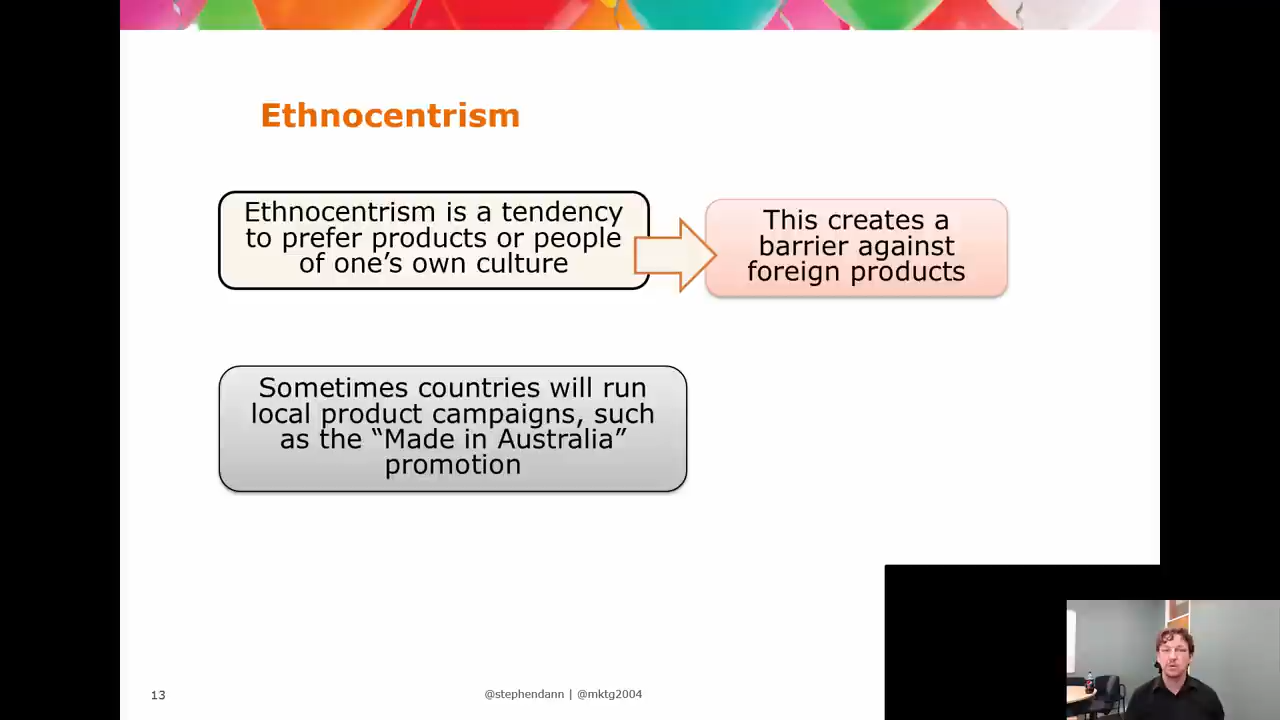 Ethnocentrism
Ethnocentrism is a tendency
to prefer products or people
of one’s own culture
This creates a
barrier against
foreign products
Sometimes countries will run
local product campaigns, such
as the “Made in Australia”
promotion
13
@stephendann | @mktg2004